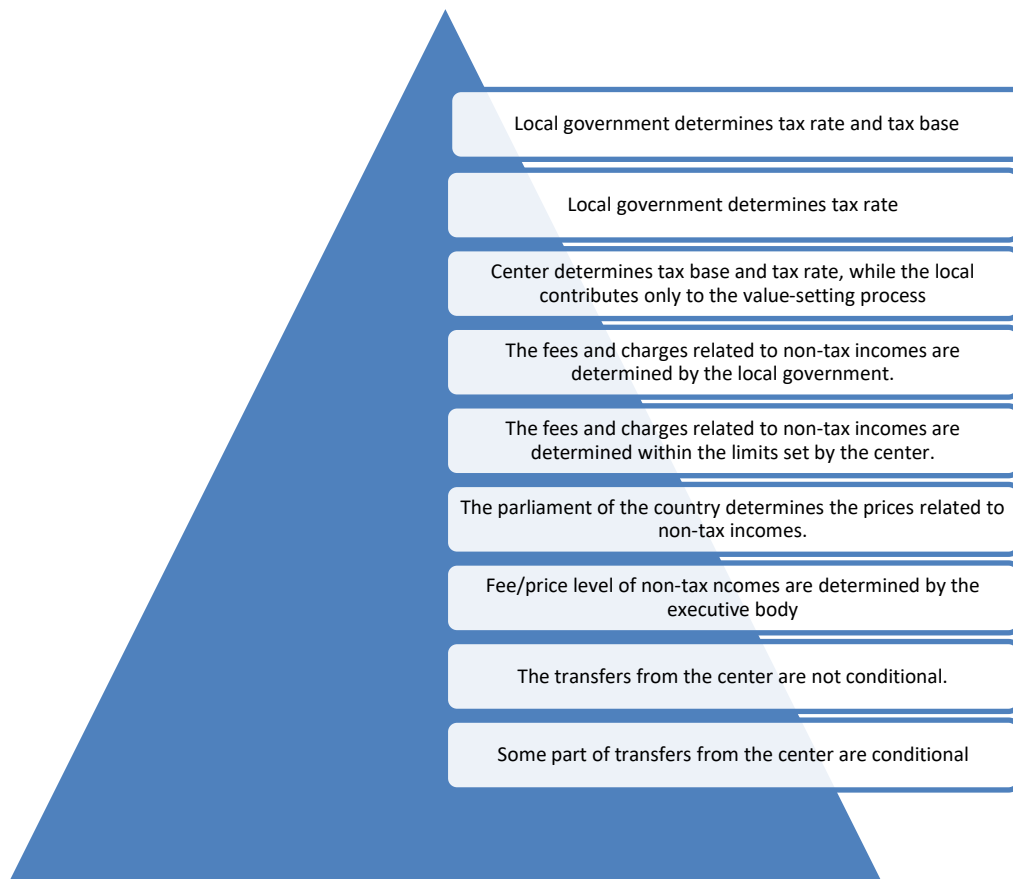 Local government determines tax rate and tax base
Local government determines tax rate
Center determines tax base and tax rate, while the local
contributes only to the value-setting process
The fees and charges related to non-tax incomes are
determined by the local government.
The fees and charges related to non-tax incomes are
determined within the limits set by the center.
The parliament of the country determines the prices related to
non-tax incomes.
Fee/price level of non-tax ncomes are determined by the
executive body
The transfers from the center are not conditional.
Some part of transfers from the center are conditional